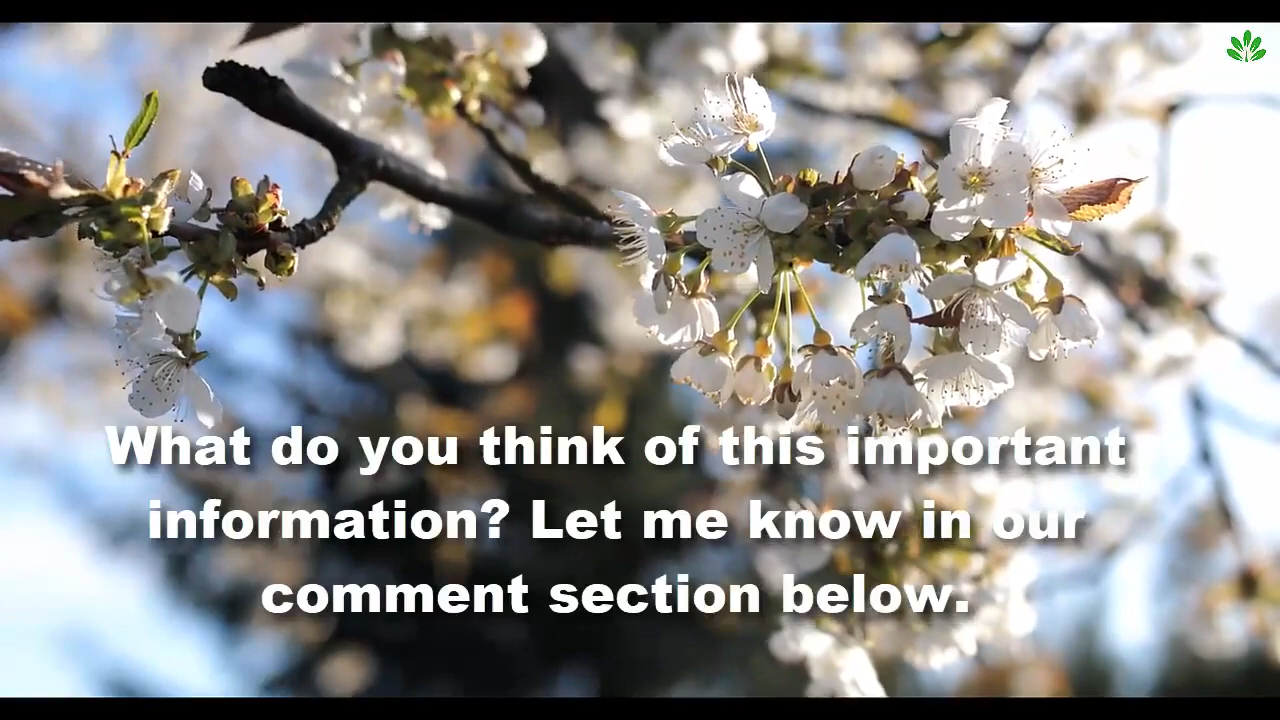 What do you think of this important
information? Let me know in our
comment section below.